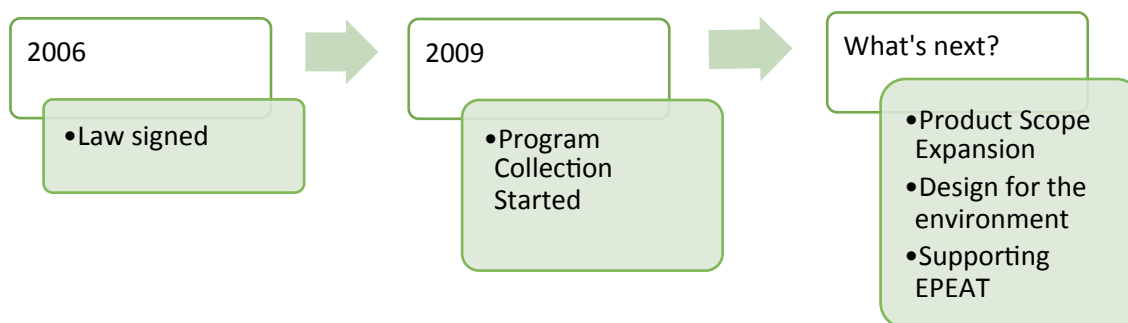 2006
•Law signed
2009
•Program
Collection
Started
What's next?
•Product Scope
Expansion
•Design for the
environment
•Supporting
EPEAT